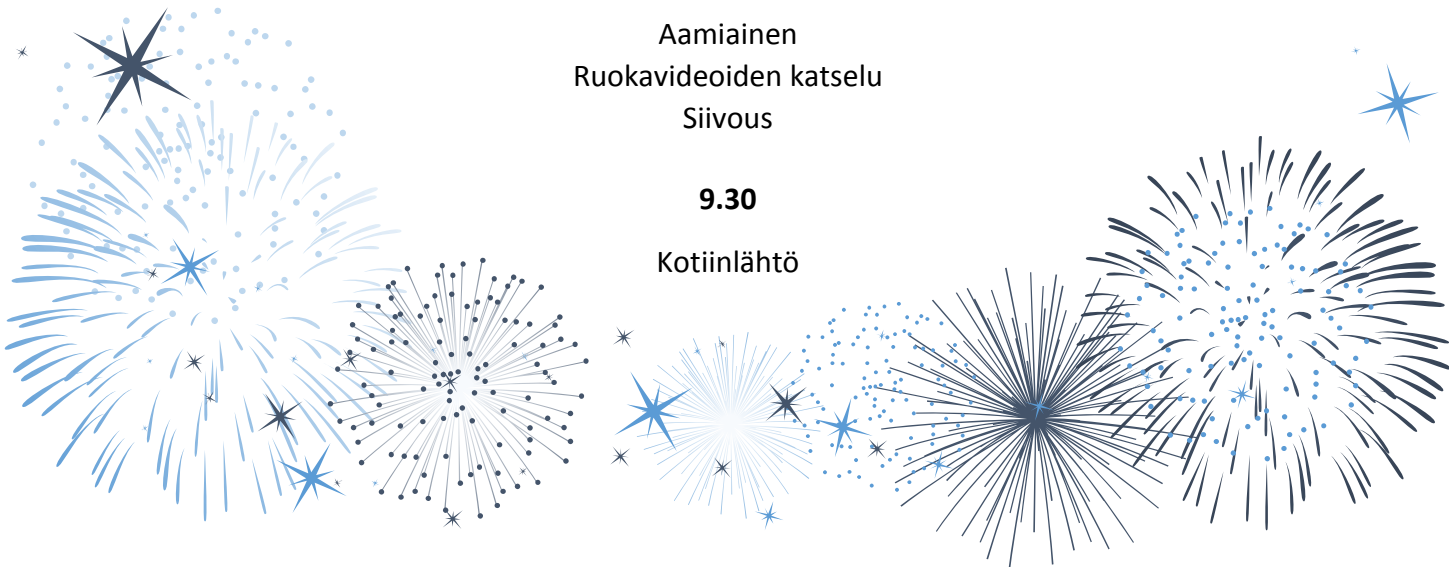 Aamiainen
Ruokavideoiden katselu
Siivous
9.30
Kotiinlähtö